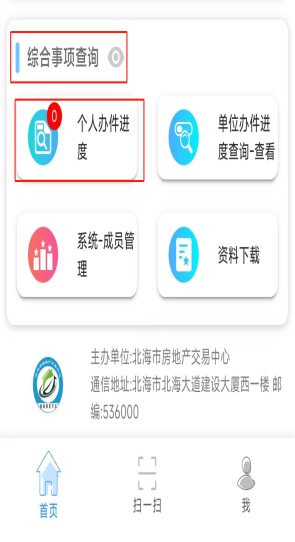 综合事项查询 0
个人办件进
度
0
单位办件进
度查询-查看
系统-成员管
理
资料下载
主办单位:北海市房地产交易中心
通信地址:北海市北海大道建设大厦西一楼 邮
编:536000
首页
扫一扫
我